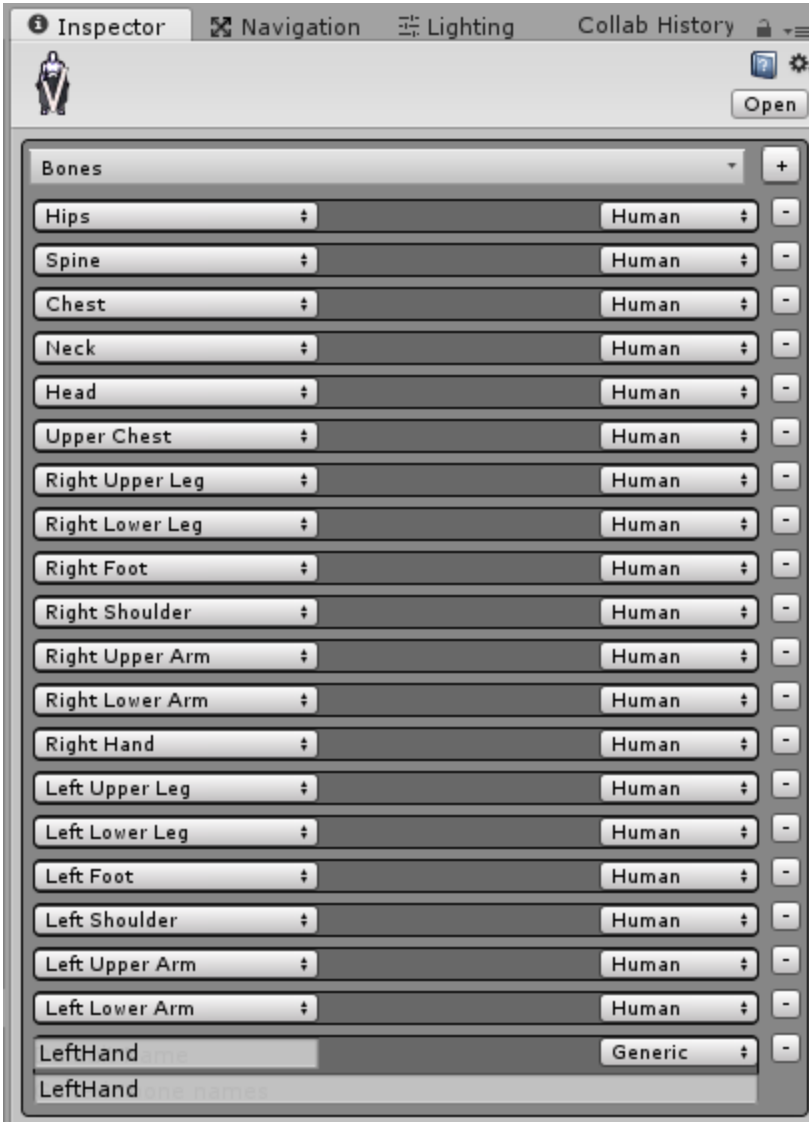 Inspector Navigation Lighting Collab History
Open
Bones +
Hips Human -
Spine Human -
Chest Human -
Neck Human -
Head Human -
Upper Chest Human -
Right Upper Leg Human -
Right Lower Leg Human -
Right Foot Human -
Right Shoulder Human -
Right Upper Arm Human -
Right Lower Arm Human -
Right Hand Human -
Left Upper Leg Human -
Left Lower Leg Human -
Left Foot Human -
Left Shoulder Human -
Left Upper Arm Human -
Left Lower Arm Human -
LeftHand Generic -
LeftHand names